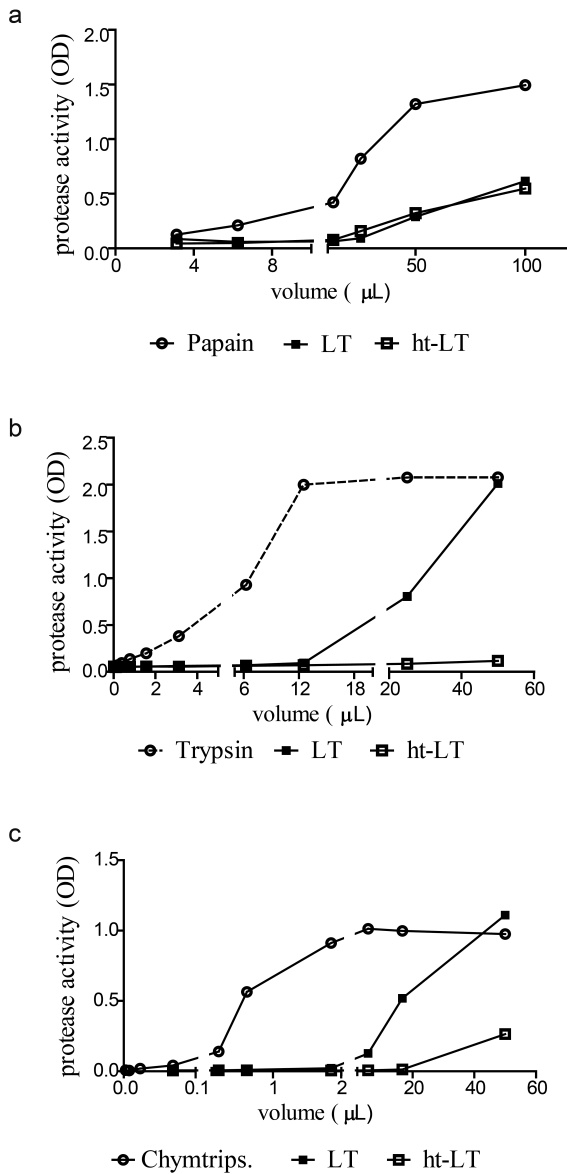 a
2.0
1.5
1.0
0.5
0.0
protease activity (OD)
0 4 8 50 100
volume ( μL)
Papain LT ht-LT
b
2.5
2.0
1.0
0.5
0.0
protease activity (OD)
0 2 4 6 12 18 20 40 60
volume ( μL)
Trypsin LT ht-LT
c
1.5
1.0
0.5
0.0
protease activity (OD)
0.0 0.1 1 2 20 40 60
volume ( μL)
Chymtrips. LT ht-LT